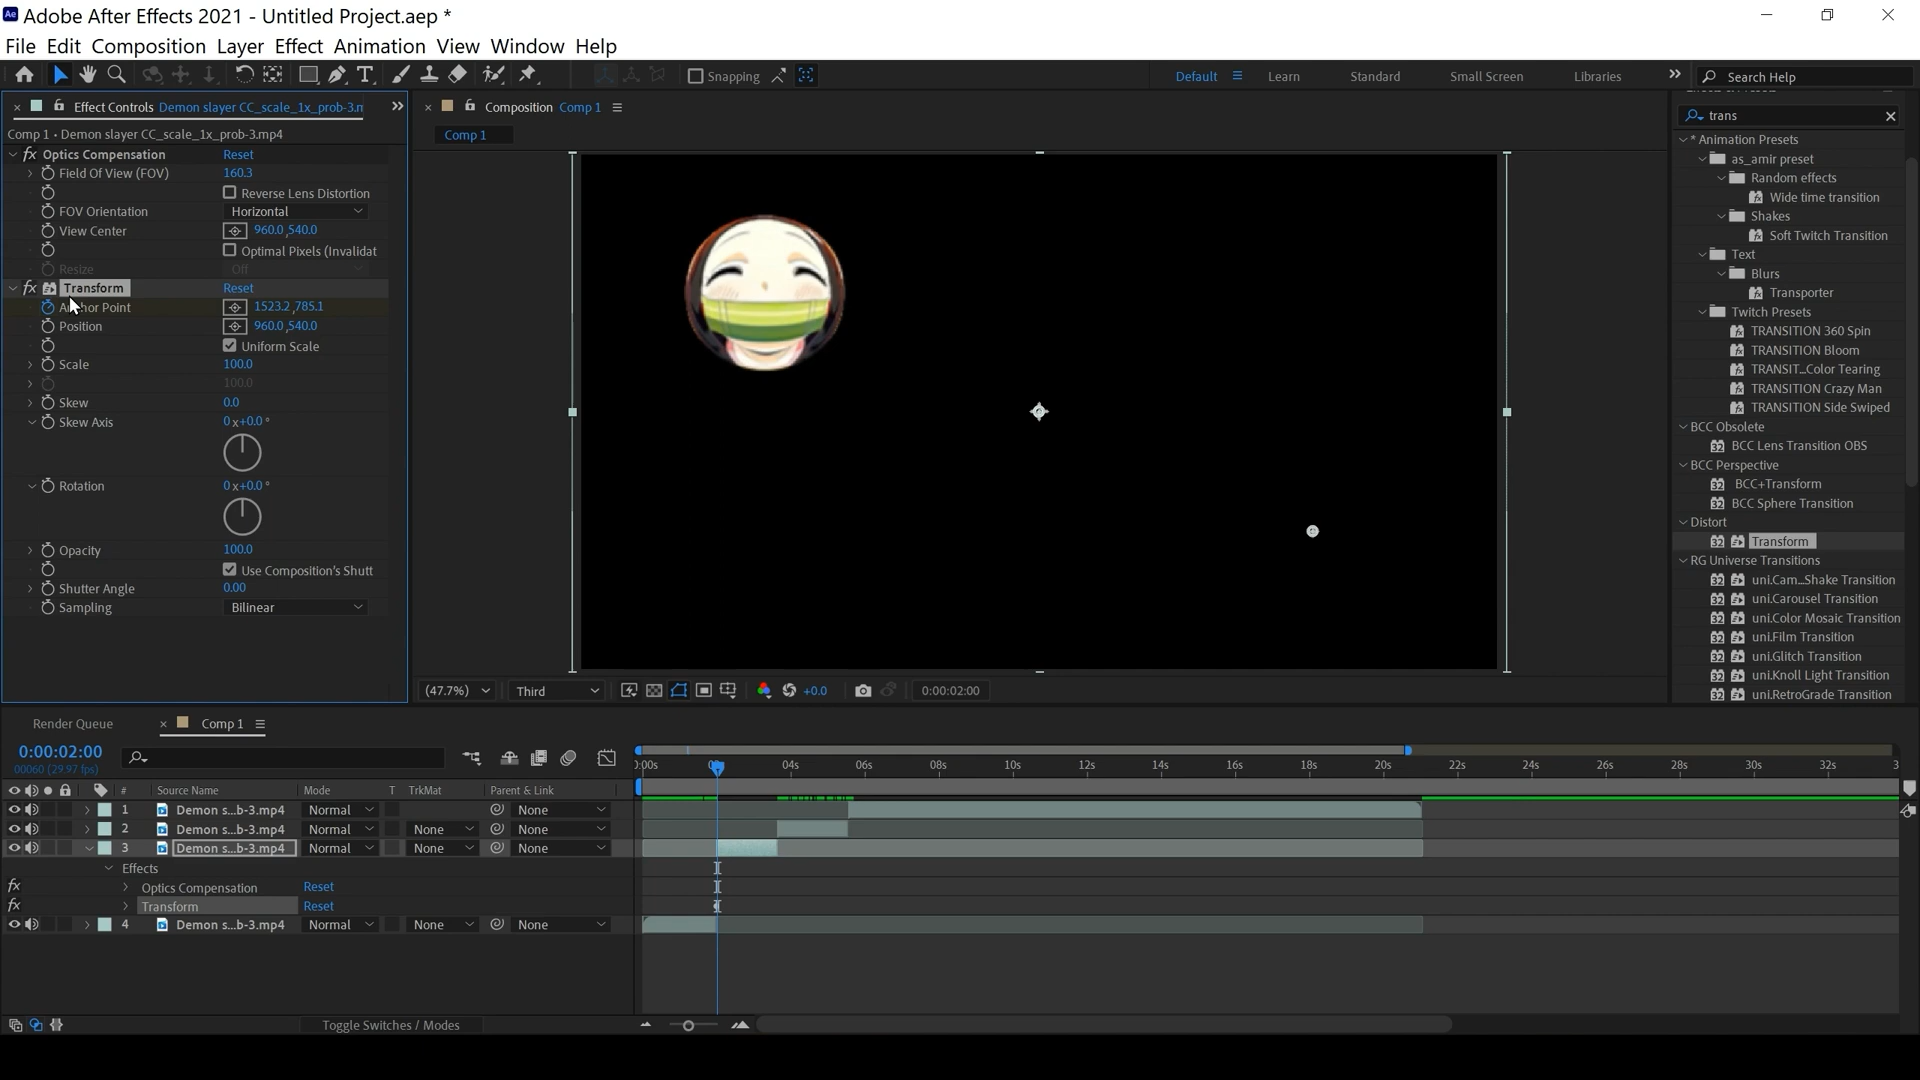 Ae Adobe After Effects 2021 - Untitled Project.aep *
File Edit Composition Layer Effect Animation View Window Help
Snapping
Default Learn Standard Small Screen Libraries Search Help
Effect Controls Demon slayer CC_scale_1x_prob-3.n
Comp 1 • Demon slayer CC_scale_1x_prob-3.mp4
fx Optics Compensation Reset
Field Of View (FOV) 160.3
Reverse Lens Distortion
FOV Orientation Horizontal
View Center 960.0,540.0
Optimal Pixels (Invalidat
Resize Off
fx Transform Reset
Anchor Point 1523.2,785.1
Position 960.0,540.0
Uniform Scale
Scale 100.0
100.0
Skew 0.0
Skew Axis 0x+0.0°
Rotation 0x+0.0°
Opacity 100.0
Use Composition's Shutt
Shutter Angle 0.00
Sampling Bilinear
Composition Comp 1
Comp 1
(47.7%) Third +0.0 0:00:02:00
trans
* Animation Presets
as_amir preset
Random effects
Wide time transition
Shakes
Soft Twitch Transition
Text
Blurs
Transporter
Twitch Presets
TRANSITION 360 Spin
TRANSITION Bloom
TRANSIT...Color Tearing
TRANSITION Crazy Man
TRANSITION Side Swiped
BCC Obsolete
BCC Lens Transition OBS
BCC Perspective
BCC+Transform
BCC Sphere Transition
Distort
Transform
RG Universe Transitions
uni.Cam...Shake Transition
uni.Carousel Transition
uni.Color Mosaic Transition
uni.Film Transition
uni.Glitch Transition
uni.Knoll Light Transition
uni.RetroGrade Transition
Render Queue Comp 1
0:00:02:00
00060 (29.97 fps)
# Source Name Mode T TrkMat Parent & Link
:00s 04s 06s 08s 10s 12s 14s 16s 18s 20s 22s 24s 26s 28s 30s 32s 3
1 Demon s...b-3.mp4 Normal None
2 Demon s...b-3.mp4 Normal None None
3 Demon s...b-3.mp4 Normal None None
Effects
fx Optics Compensation Reset
fx Transform Reset
4 Demon s...b-3.mp4 Normal None None
Toggle Switches / Modes